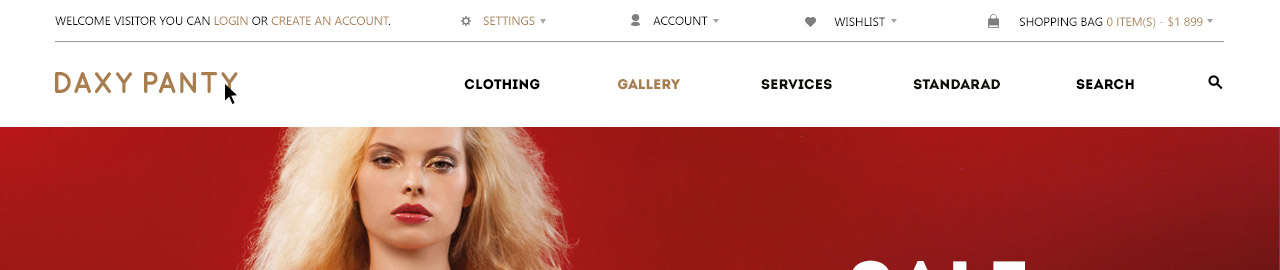 WELCOME VISITOR YOU CAN LOGIN OR CREATE AN ACCOUNT.
SETTINGS
ACCOUNT
WISHLIST
SHOPPING BAG 0 ITEM(S) - $1 899
DAXY PANTY
CLOTHING
GALLERY
SERVICES
STANDARAD
SEARCH
SALE